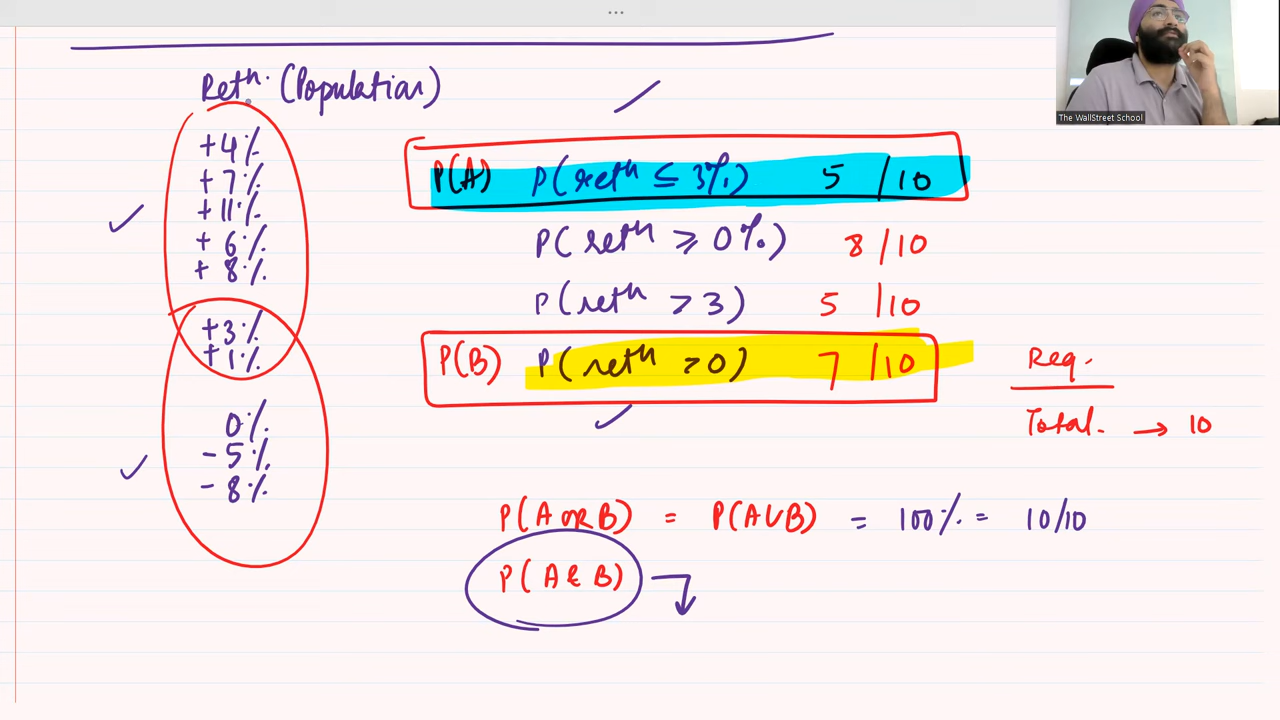 The WallStreet School
Retn. (Population)
+4%
+7%
+11%
+6%
+8%
+3%
+1%
0%
-5%
-8%
P(A) P(retn ≤ 3%) 5 /10
P(retn ≥ 0%) 8/10
P(retn > 3) 5 /10
P(B) P(retn >0) 7 /10
Req.
Total. → 10
P(A or B) = P(A∪B) = 100% = 10/10
P(A & B)